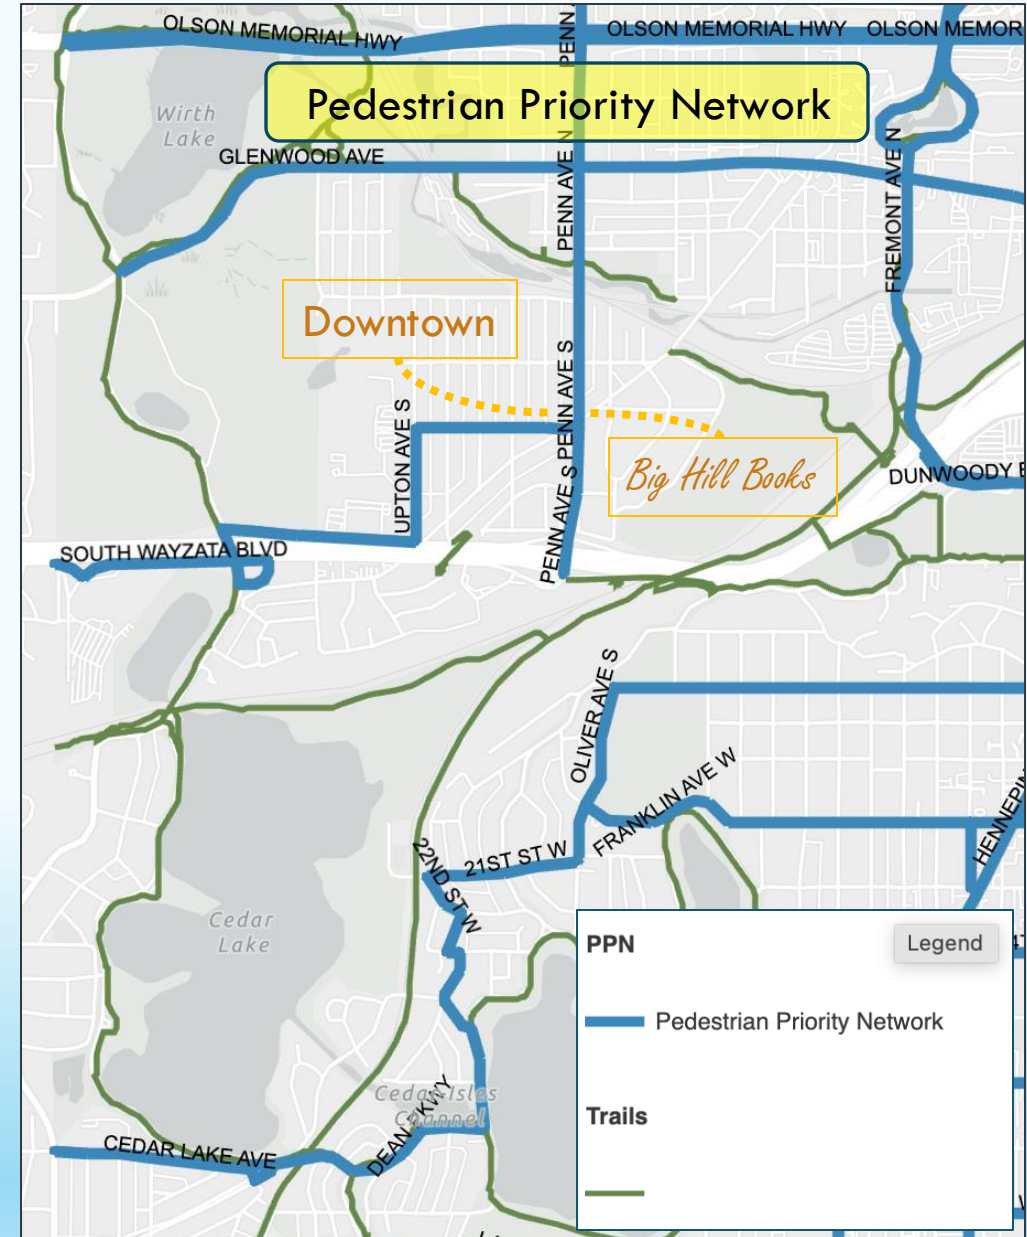 OLSON MEMORIAL HWY
PENN
OLSON MEMORIAL HWY
OLSON MEMOR
Pedestrian Priority Network
Wirth
Lake
GLENWOOD AVE
PENN AVE N
FREMONT AVE N
Downtown
PENN AVE S
UPTON AVE S
Big Hill Books
PENN AVE S
DUNWOODY
SOUTH WAYZATA BLVD
OLIVER AVE S
FRANKLIN AVE W
HENNEPIN
21ST ST W
22ND ST W
Cedar
Lake
PPN
Legend
Pedestrian Priority Network
Cedar-Isles
Channel
DEAN PKWY
Trails
CEDAR LAKE AVE